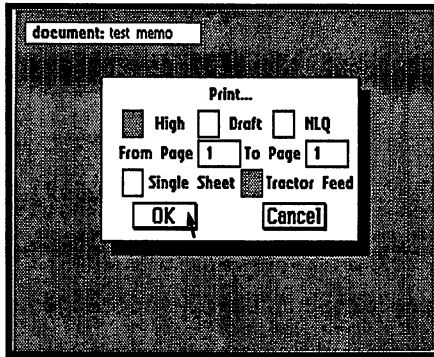 document: test memo
Print...
High Draft NLQ
From Page 1 To Page 1
Single Sheet Tractor Feed
OK Cancel